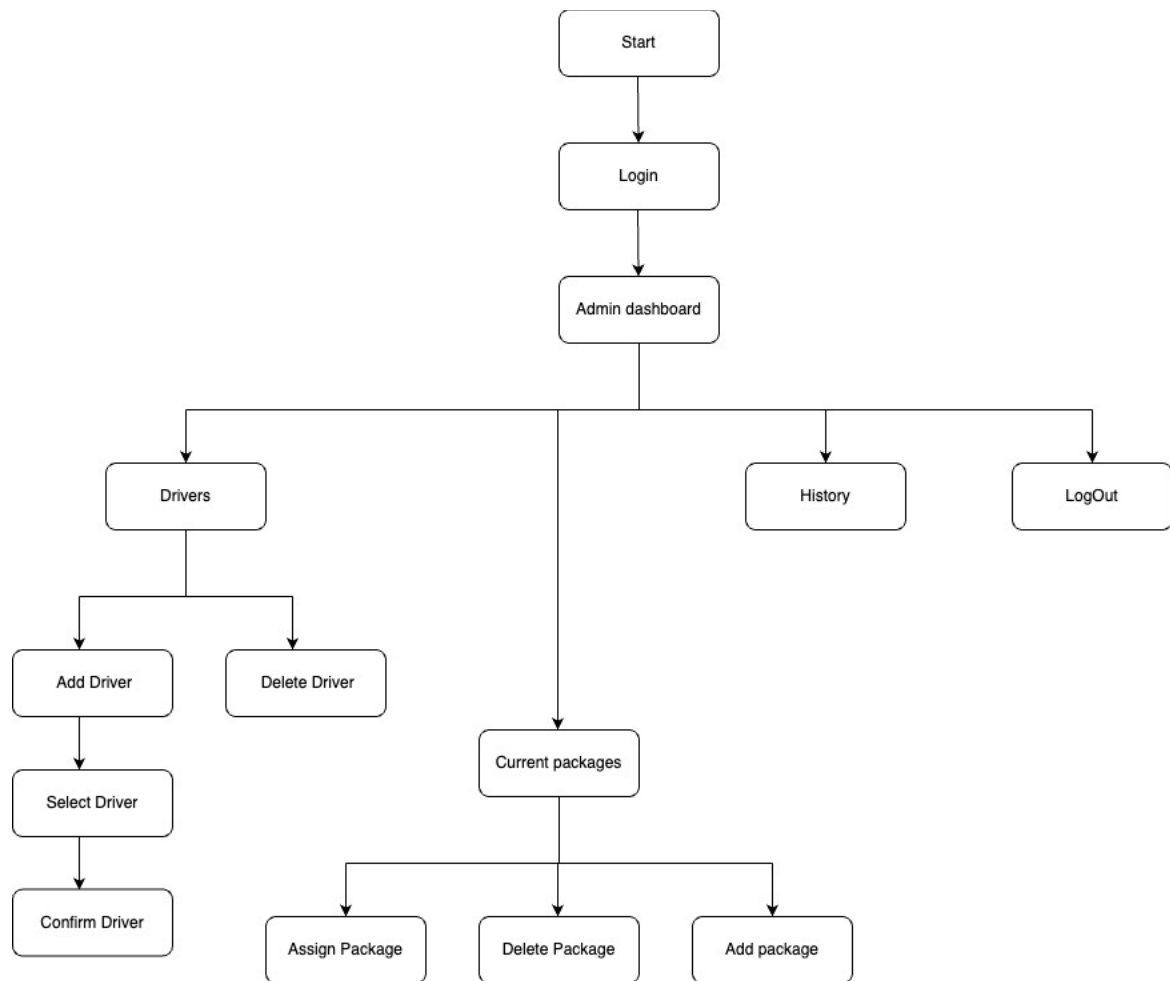 Start
Login
Admin dashboard
Drivers
History
LogOut
Add Driver
Delete Driver
Current packages
Select Driver
Confirm Driver
Assign Package
Delete Package
Add package